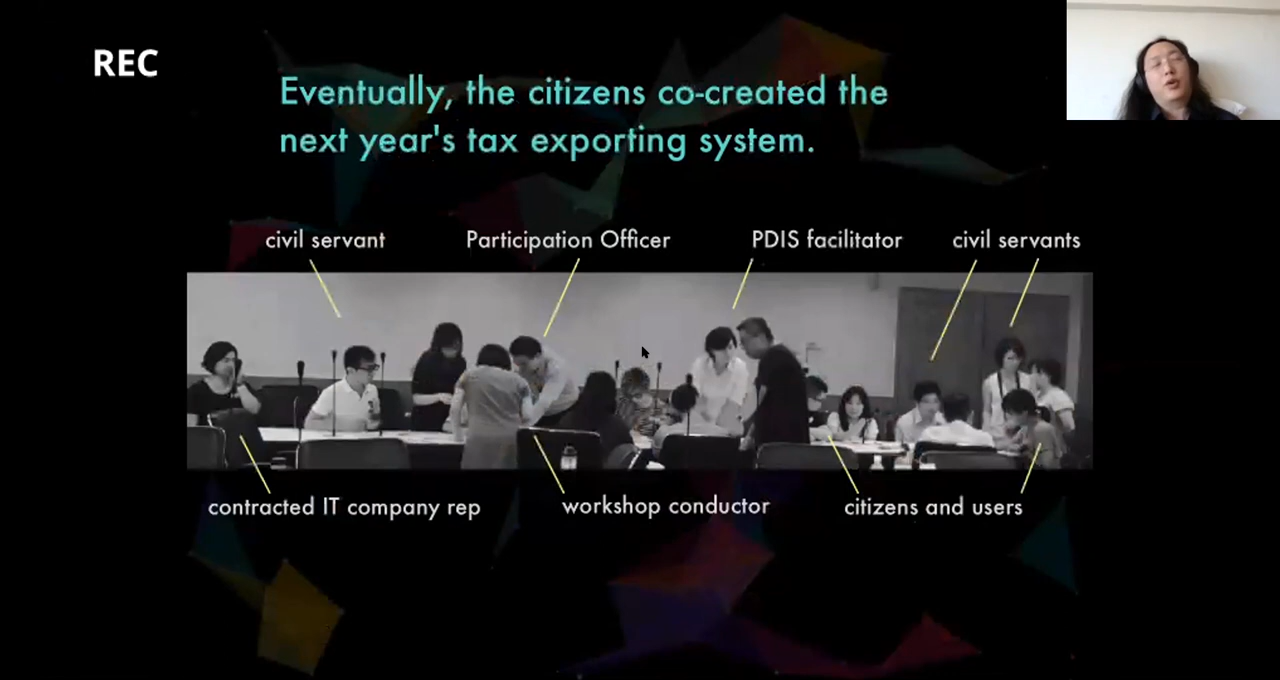 REC
Eventually, the citizens co-created the
next year's tax exporting system.
civil servant
Participation Officer
PDIS facilitator
civil servants
contracted IT company rep
workshop conductor
citizens and users